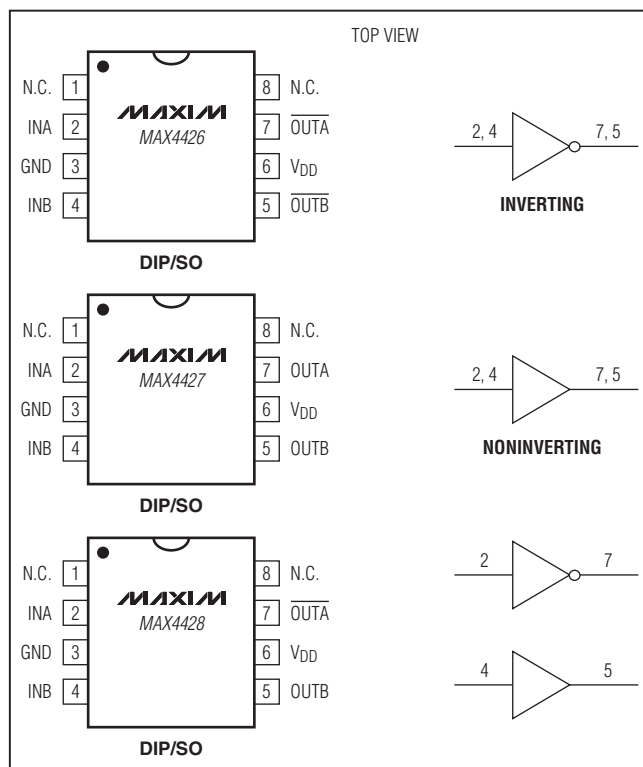 TOP VIEW
N.C. 1 8 N.C.
MAXIM
INA 2 7 O̅U̅T̅A̅
MAX4426
GND 3 6 VDD
INB 4 5 O̅U̅T̅B̅
DIP/SO
2, 4 7, 5
INVERTING
N.C. 1 8 N.C.
MAXIM
INA 2 7 OUTA
MAX4427
GND 3 6 VDD
INB 4 5 OUTB
DIP/SO
2, 4 7, 5
NONINVERTING
N.C. 1 8 N.C.
MAXIM
INA 2 7 O̅U̅T̅A̅
MAX4428
GND 3 6 VDD
INB 4 5 OUTB
DIP/SO
2 7
4 5